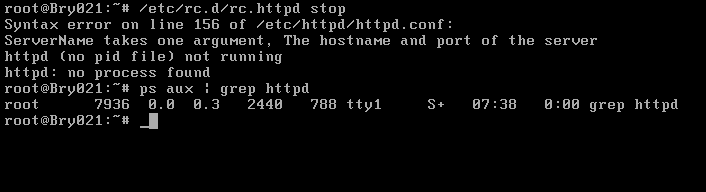 root@Bry021:~# /etc/rc.d/rc.httpd stop
Syntax error on line 156 of /etc/httpd/httpd.conf:
ServerName takes one argument, The hostname and port of the server
httpd (no pid file) not running
httpd: no process found
root@Bry021:~# ps aux ¦ grep httpd
root      7936  0.0  0.3   2440   788 tty1     S+   07:38   0:00 grep httpd
root@Bry021:~# _